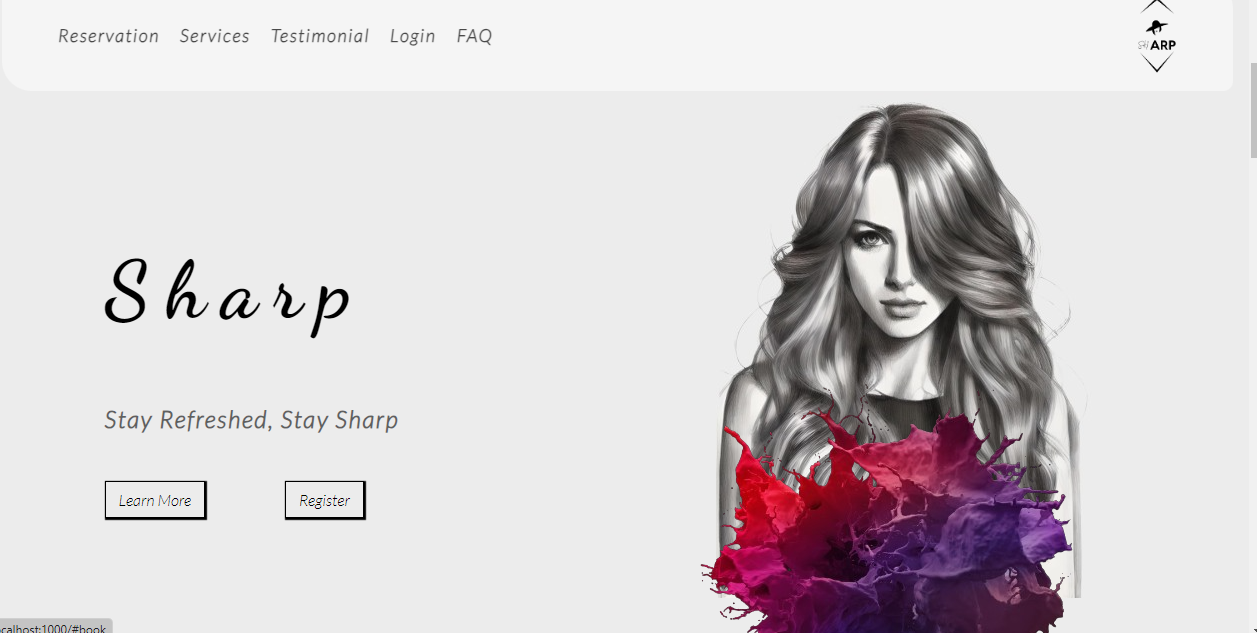 Reservation Services Testimonial Login FAQ
SHARP
Sharp
Stay Refreshed, Stay Sharp
Learn More
Register
calhost:1000/#book